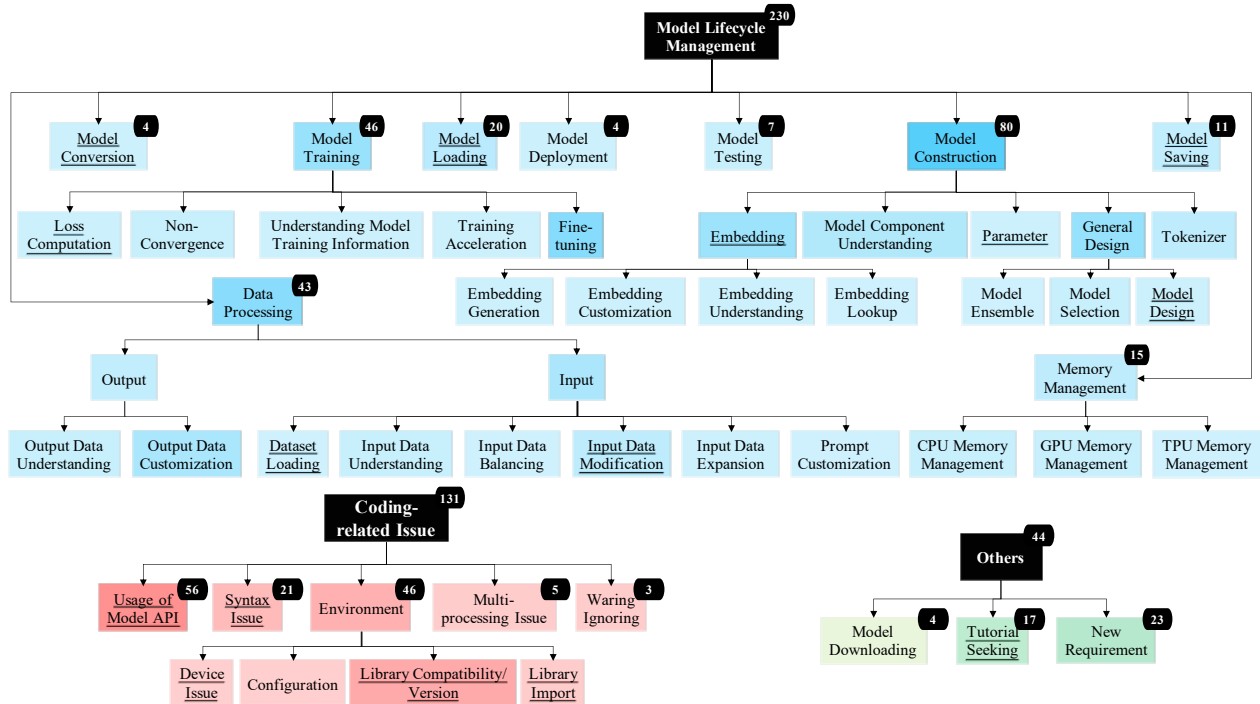 230
Model Lifecycle
Management
4
Model
Conversion
46
Model
Training
20
Model
Loading
4
Model
Deployment
7
Model
Testing
80
Model
Construction
11
Model
Saving
Loss
Computation
Non-
Convergence
Understanding Model
Training Information
Training
Acceleration
Fine-
tuning
Embedding
Model Component
Understanding
Parameter
General
Design
Tokenizer
43
Data
Processing
Embedding
Generation
Embedding
Customization
Embedding
Understanding
Embedding
Lookup
Model
Ensemble
Model
Selection
Model
Design
Output
Input
15
Memory
Management
Output Data
Understanding
Output Data
Customization
Dataset
Loading
Input Data
Understanding
Input Data
Balancing
Input Data
Modification
Input Data
Expansion
Prompt
Customization
CPU Memory
Management
GPU Memory
Management
TPU Memory
Management
131
Coding-
related Issue
56
Usage of
Model API
21
Syntax
Issue
46
Environment
5
Multi-
processing Issue
3
Waring
Ignoring
Device
Issue
Configuration
Library Compatibility/
Version
Library
Import
44
Others
4
Model
Downloading
17
Tutorial
Seeking
23
New
Requirement